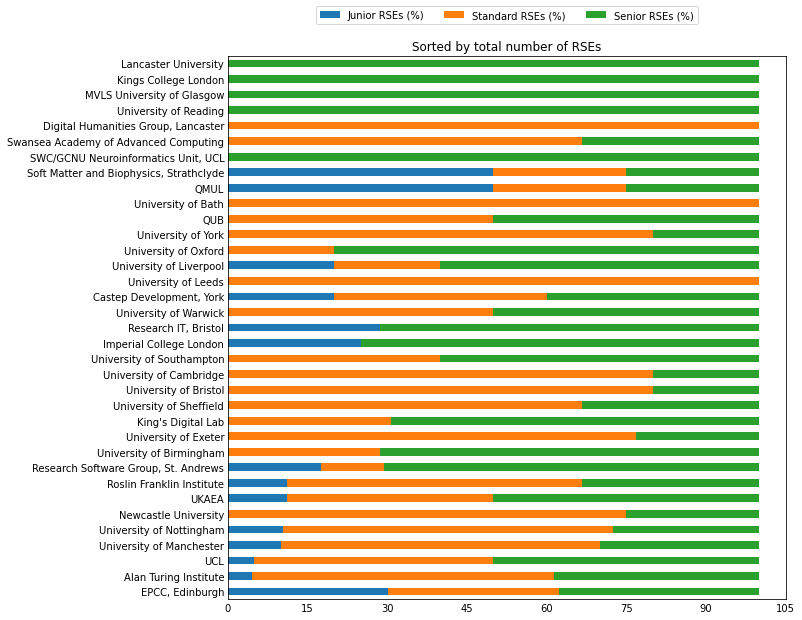 Junior RSEs (%) Standard RSEs (%) Senior RSEs (%)
Sorted by total number of RSEs
Lancaster University
Kings College London
MVLS University of Glasgow
University of Reading
Digital Humanities Group, Lancaster
Swansea Academy of Advanced Computing
SWC/GCNU Neuroinformatics Unit, UCL
Soft Matter and Biophysics, Strathclyde
QMUL
University of Bath
QUB
University of York
University of Oxford
University of Liverpool
University of Leeds
Castep Development, York
University of Warwick
Research IT, Bristol
Imperial College London
University of Southampton
University of Cambridge
University of Bristol
University of Sheffield
King's Digital Lab
University of Exeter
University of Birmingham
Research Software Group, St. Andrews
Roslin Franklin Institute
UKAEA
Newcastle University
University of Nottingham
University of Manchester
UCL
Alan Turing Institute
EPCC, Edinburgh
0 15 30 45 60 75 90 105